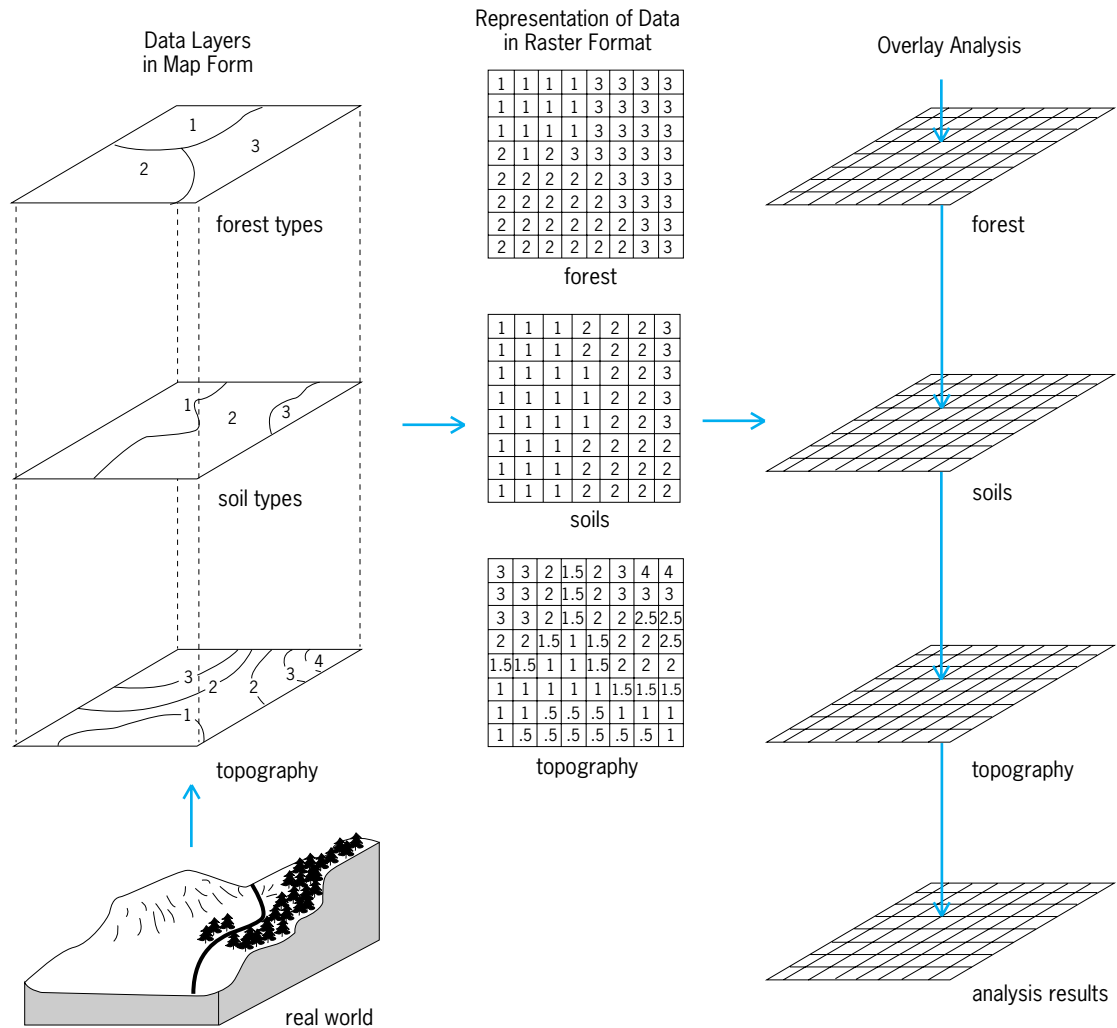 Data Layers
in Map Form
1
2
3
forest types
1
2
3
soil types
3
2
1
2
3
4
topography
real world
Representation of Data
in Raster Format
1 1 1 1 3 3 3 3
1 1 1 1 3 3 3 3
1 1 1 1 3 3 3 3
2 1 2 3 3 3 3 3
2 2 2 2 2 3 3 3
2 2 2 2 2 3 3 3
2 2 2 2 2 2 3 3
2 2 2 2 2 2 3 3
forest
1 1 1 2 2 2 3
1 1 1 2 2 2 3
1 1 1 1 2 2 3
1 1 1 1 2 2 3
1 1 1 1 2 2 3
1 1 1 2 2 2 2
1 1 1 2 2 2 2
1 1 1 2 2 2 2
soils
3 3 2 1.5 2 3 4 4
3 3 2 1.5 2 3 3 3
3 3 2 1.5 2 2 2.5 2.5
2 2 1.5 1 1.5 2 2 2.5
1.5 1.5 1 1 1.5 2 2 2
1 1 1 1 1 1.5 1.5 1.5
1 1 .5 .5 .5 1 1 1
1 .5 .5 .5 .5 .5 .5 1
topography
Overlay Analysis
forest
soils
topography
analysis results